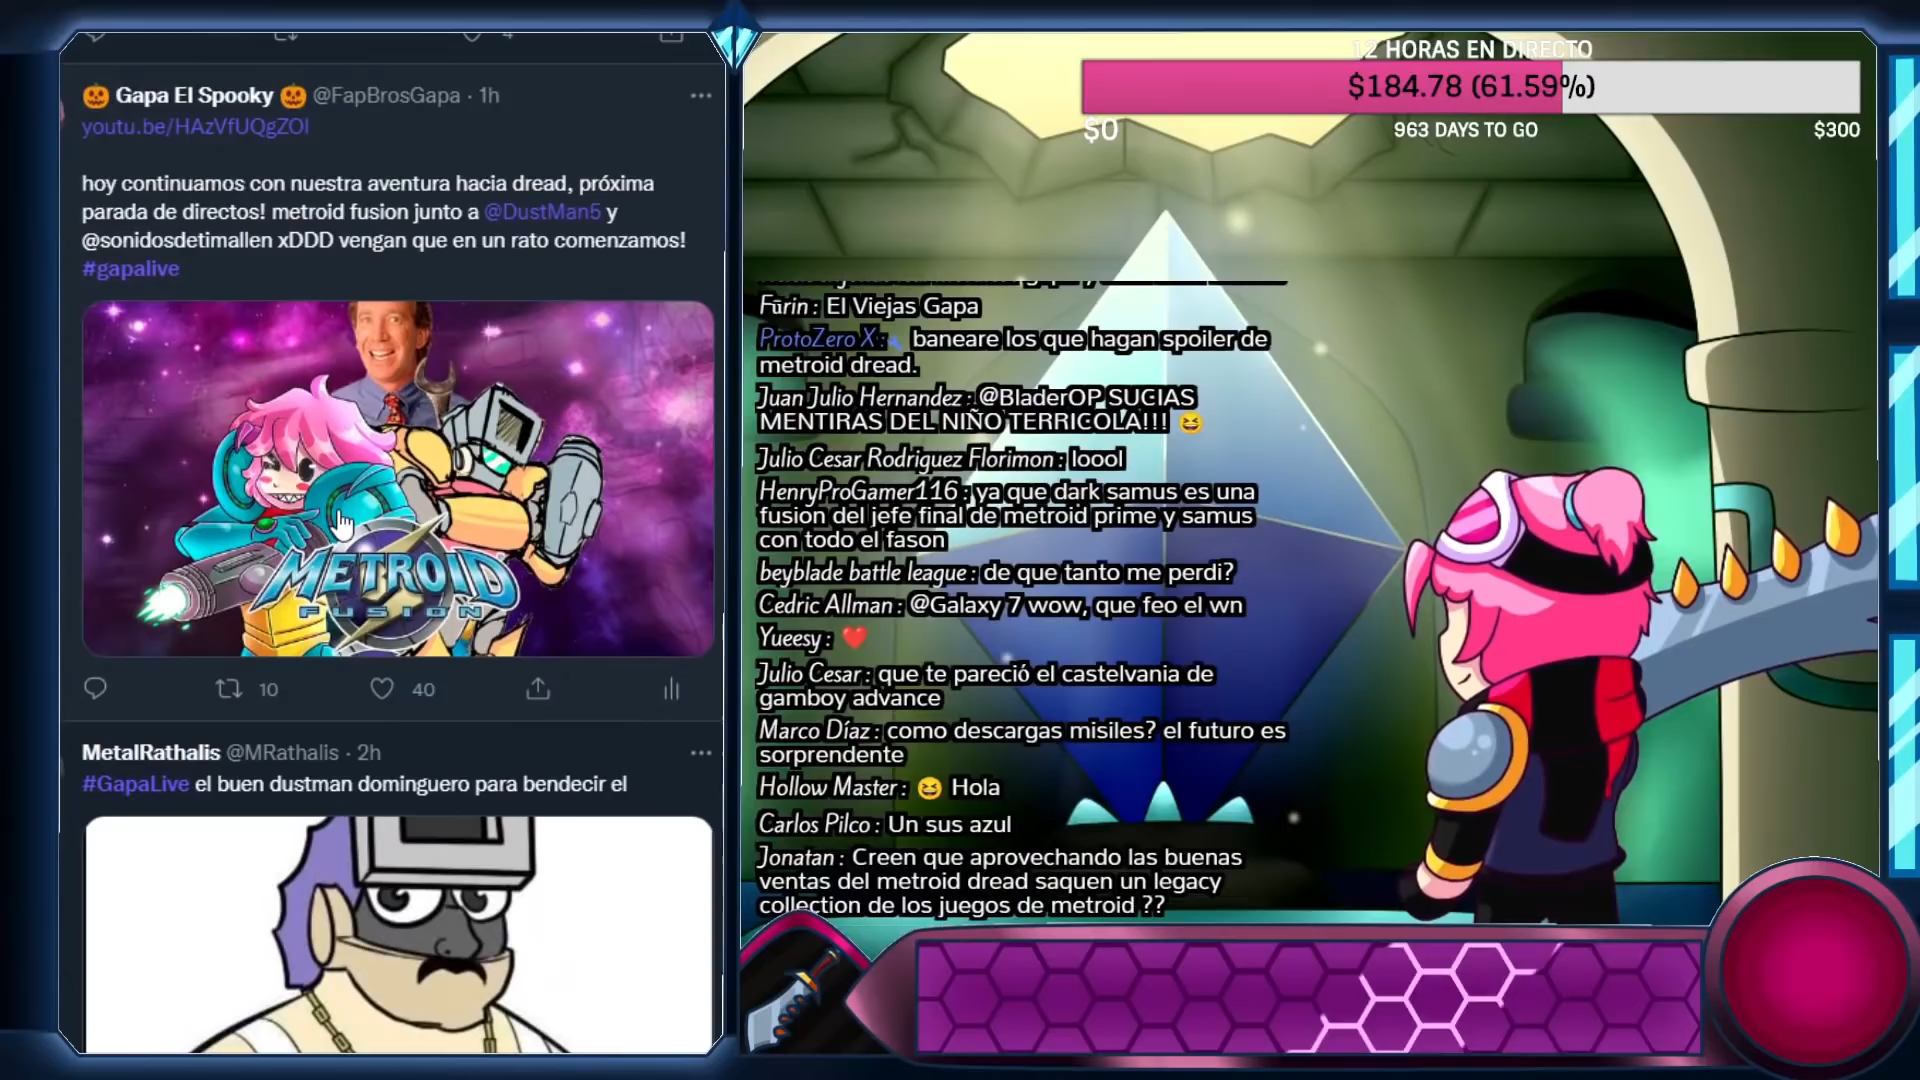 4
🎃 Gapa El Spooky 🎃 @FapBrosGapa · 1h
youtu.be/HAzVfUQgZOI
hoy continuamos con nuestra aventura hacia dread, próxima
parada de directos! metroid fusion junto a @DustMan5 y
@sonidosdetimallen xDDD vengan que en un rato comenzamos!
#gapalive
METROID
FUSION
10
40
MetalRathalis @MRathalis · 2h
#GapaLive el buen dustman dominguero para bendecir el
12 HORAS EN DIRECTO
$184.78 (61.59%)
$0
963 DAYS TO GO
$300
Fūrin : El Viejas Gapa
ProtoZero X : baneare los que hagan spoiler de
metroid dread.
Juan Julio Hernandez : @BladerOP SUCIAS
MENTIRAS DEL NIÑO TERRICOLA!!! 😆
Julio Cesar Rodriguez Florimon : loool
HenryProGamer116 : ya que dark samus es una
fusion del jefe final de metroid prime y samus
con todo el fason
beyblade battle league : de que tanto me perdi?
Cedric Allman : @Galaxy 7 wow, que feo el wn
Yueesy : ❤️
Julio Cesar : que te pareció el castelvania de
gamboy advance
Marco Díaz : como descargas misiles? el futuro es
sorprendente
Hollow Master : 😆 Hola
Carlos Pilco : Un sus azul
Jonatan : Creen que aprovechando las buenas
ventas del metroid dread saquen un legacy
collection de los juegos de metroid ??